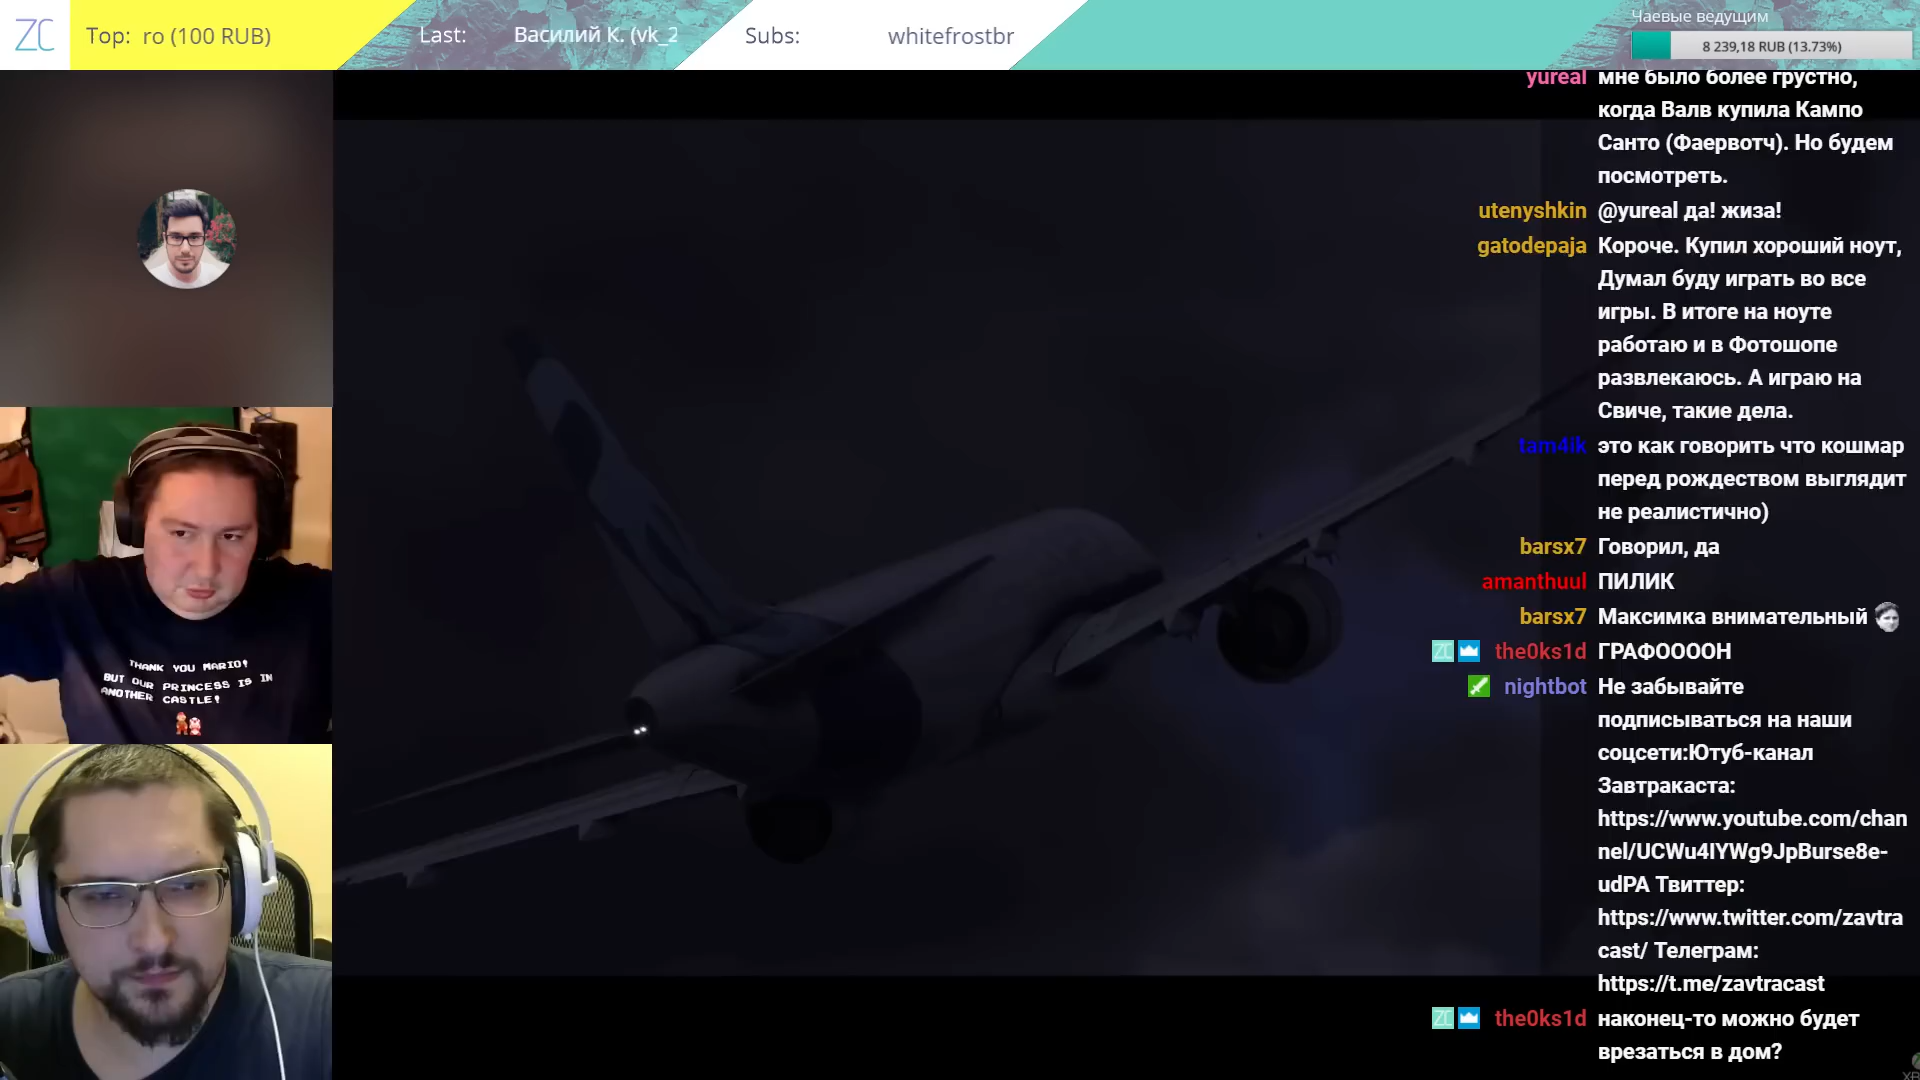 ZC
Top: ro (100 RUB)
Last: Василий К. (vk_2
Subs: whitefrostbr
Чаевые ведущим
8 239,18 RUB (13.73%)
yureal мне было более грустно,
когда Валв купила Кампо
Санто (Фаервотч). Но будем
посмотреть.
utenyshkin @yureal да! жиза!
gatodepaja Короче. Купил хороший ноут,
Думал буду играть во все
игры. В итоге на ноуте
работаю и в Фотошопе
развлекаюсь. А играю на
Свиче, такие дела.
tam4ik это как говорить что кошмар
перед рождеством выглядит
не реалистично)
barsx7 Говорил, да
amanthuul ПИЛИК
barsx7 Максимка внимательный
ZC the0ks1d ГРАФООООН
nightbot Не забывайте
подписываться на наши
соцсети:Ютуб-канал
Завтракаста:
https://www.youtube.com/chan
nel/UCWu4IYWg9JpBurse8e-
udPA Твиттер:
https://www.twitter.com/zavtra
cast/ Телеграм:
https://t.me/zavtracast
ZC the0ks1d наконец-то можно будет
врезаться в дом?
THANK YOU MARIO!
BUT OUR PRINCESS IS IN
ANOTHER CASTLE!